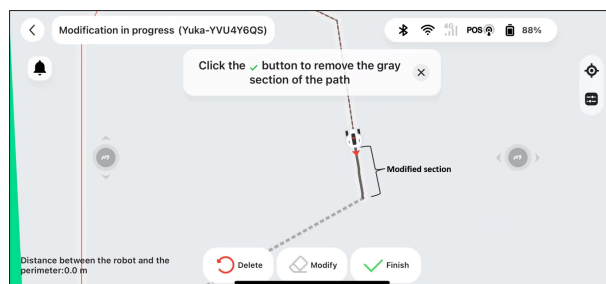 Modification in progress (Yuka-YVU4Y6QS)
4G
POS
88%
Click the ✓ button to remove the gray
section of the path
Modified section
Distance between the robot and the
perimeter:0.0 m
Delete
Modify
Finish